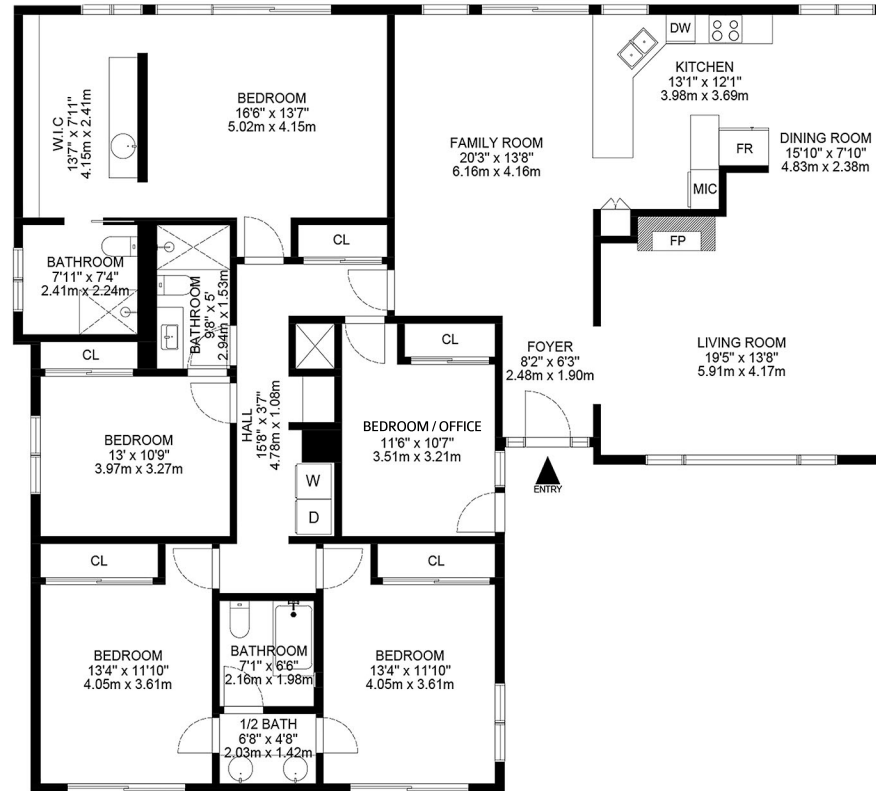 DW
KITCHEN
13'1" x 12'1"
3.98m x 3.69m
BEDROOM
16'6" x 13'7"
5.02m x 4.15m
W.I.C
13'7" x 7'11"
4.15m x 2.41m
FAMILY ROOM
20'3" x 13'8"
6.16m x 4.16m
FR
DINING ROOM
15'10" x 7'10"
4.83m x 2.38m
MIC
CL
FP
BATHROOM
7'11" x 7'4"
2.41m x 2.24m
BATHROOM
9'8" x 5'
2.94m x 1.53m
CL
CL
FOYER
8'2" x 6'3"
2.48m x 1.90m
LIVING ROOM
19'5" x 13'8"
5.91m x 4.17m
HALL
15'8" x 3'7"
4.78m x 1.08m
BEDROOM
13' x 10'9"
3.97m x 3.27m
BEDROOM / OFFICE
11'6" x 10'7"
3.51m x 3.21m
W
D
ENTRY
CL
CL
BEDROOM
13'4" x 11'10"
4.05m x 3.61m
BATHROOM
7'1" x 6'6"
2.16m x 1.98m
BEDROOM
13'4" x 11'10"
4.05m x 3.61m
1/2 BATH
6'8" x 4'8"
2.03m x 1.42m